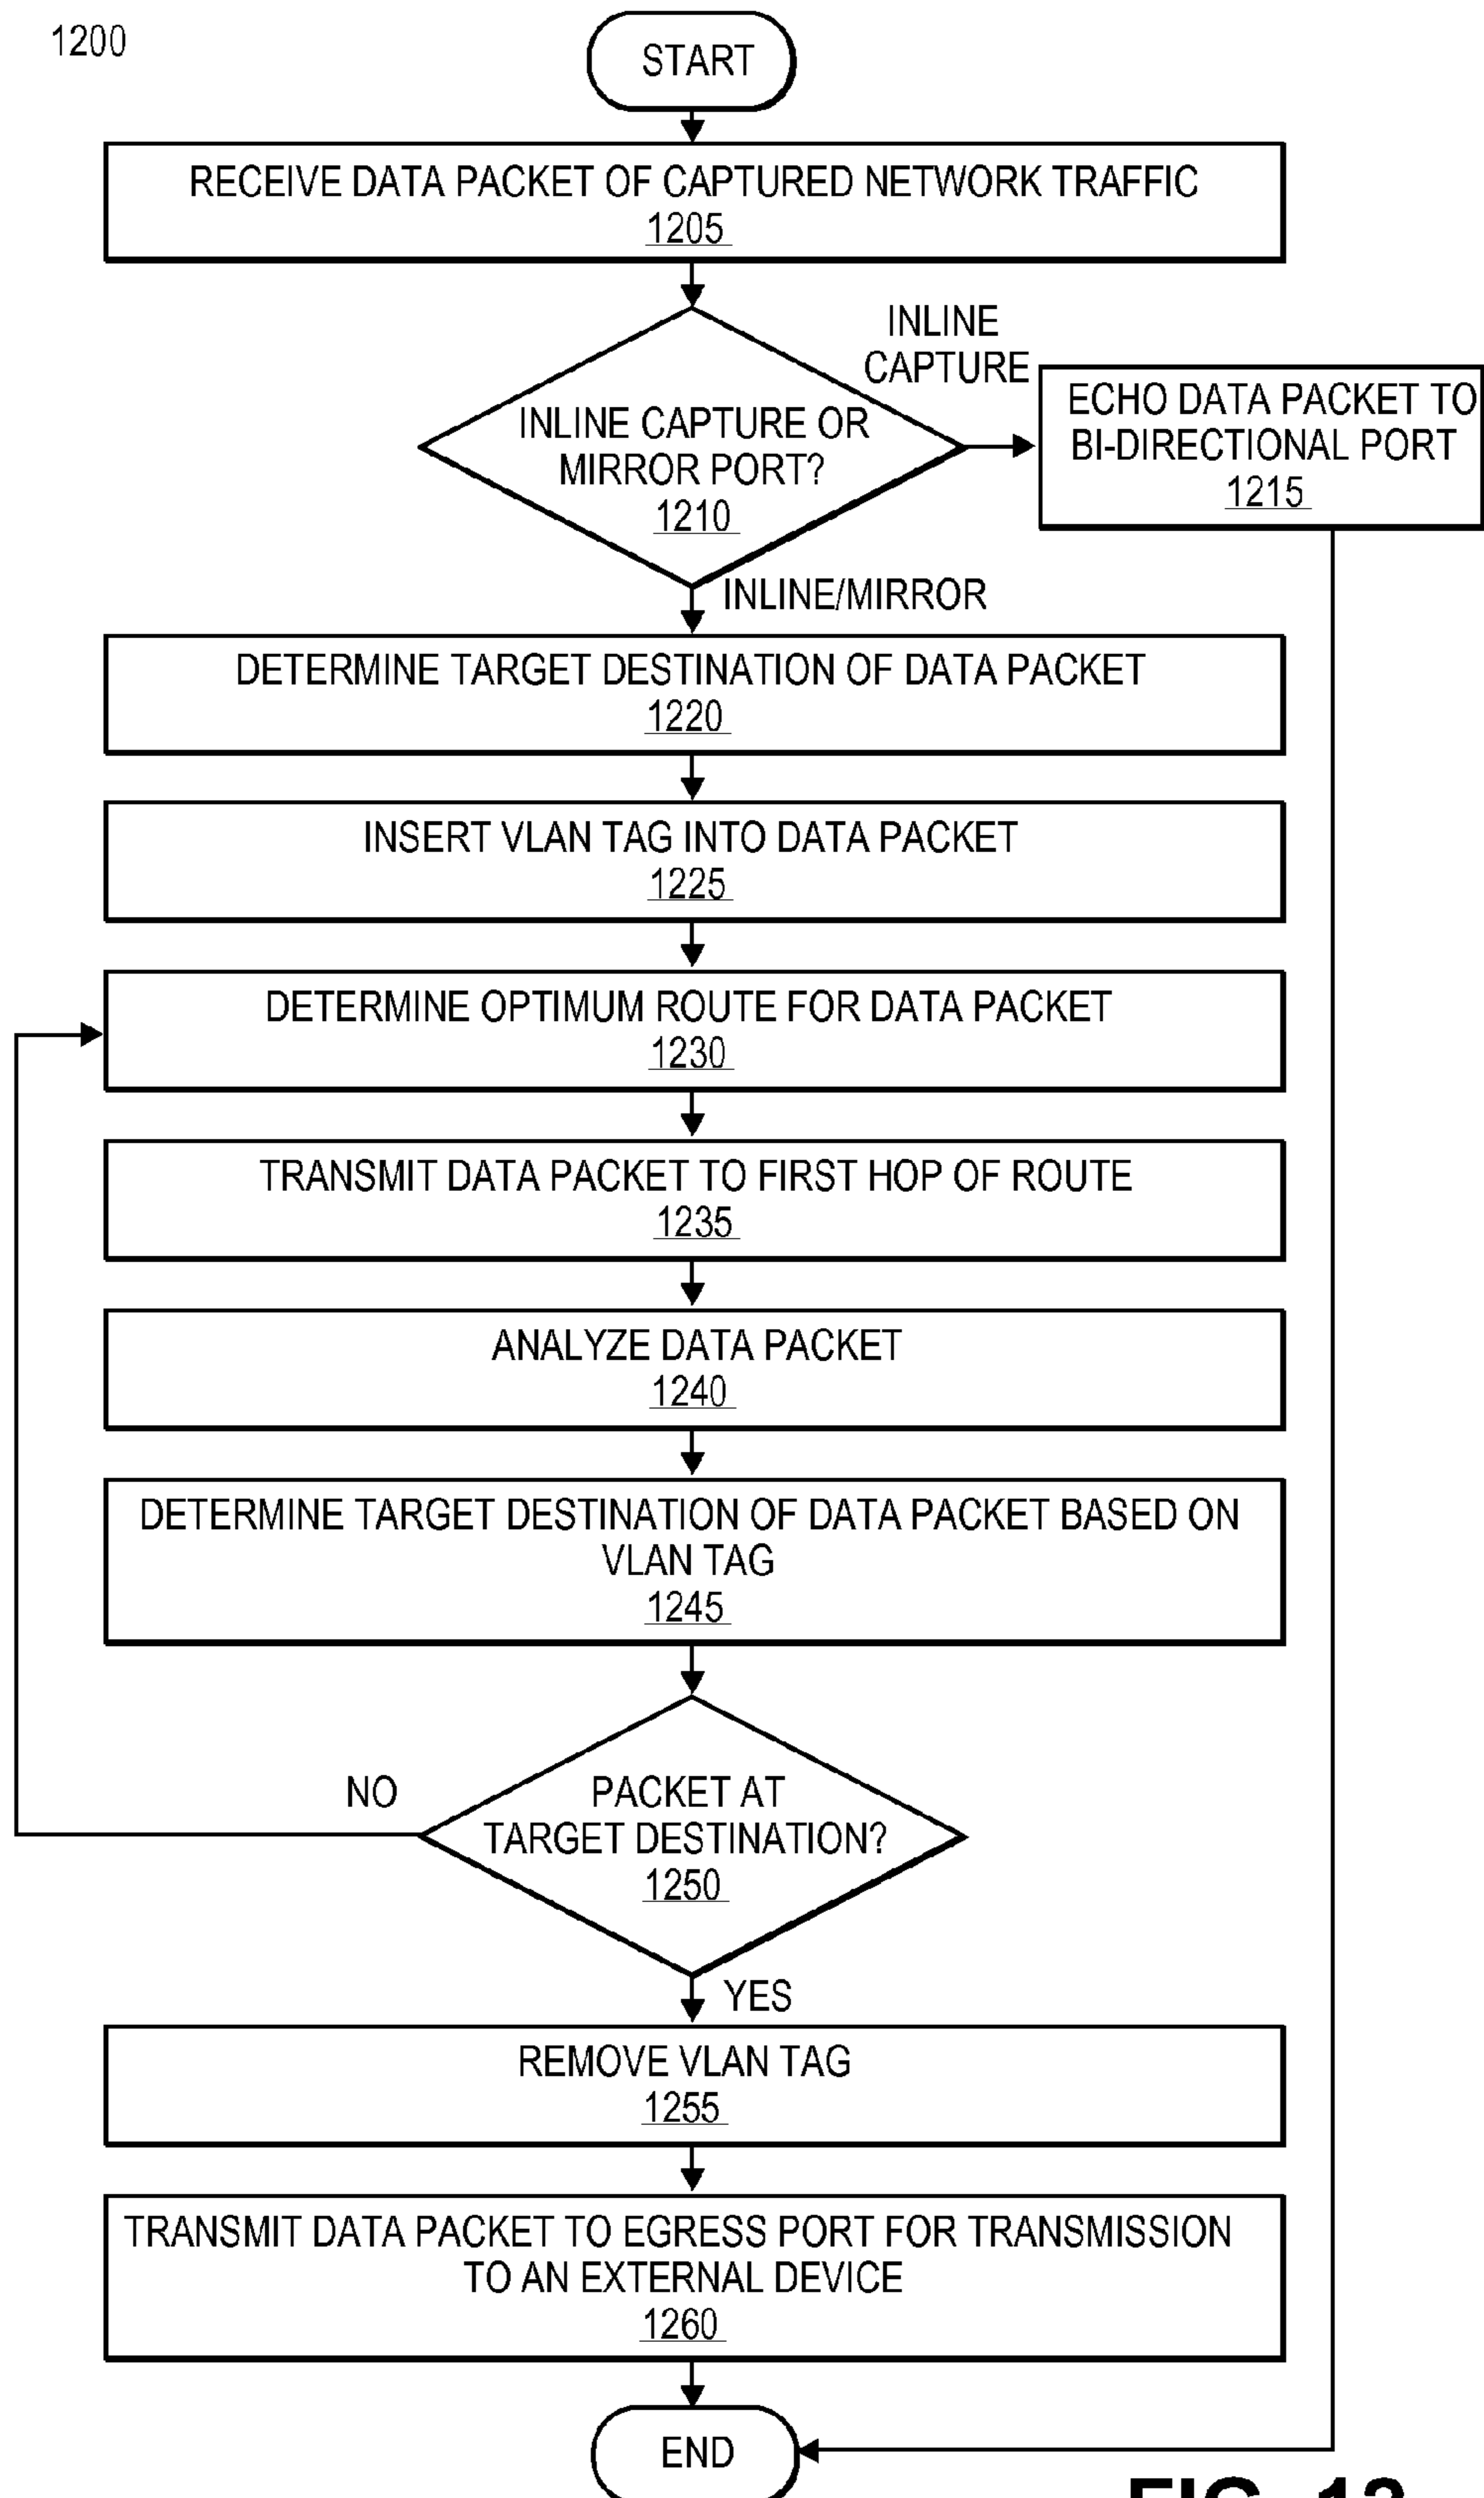 1200
START
RECEIVE DATA PACKET OF CAPTURED NETWORK TRAFFIC
1205
INLINE
CAPTURE
INLINE CAPTURE OR
MIRROR PORT?
1210
ECHO DATA PACKET TO
BI-DIRECTIONAL PORT
1215
INLINE/MIRROR
DETERMINE TARGET DESTINATION OF DATA PACKET
1220
INSERT VLAN TAG INTO DATA PACKET
1225
DETERMINE OPTIMUM ROUTE FOR DATA PACKET
1230
TRANSMIT DATA PACKET TO FIRST HOP OF ROUTE
1235
ANALYZE DATA PACKET
1240
DETERMINE TARGET DESTINATION OF DATA PACKET BASED ON
VLAN TAG
1245
NO
PACKET AT
TARGET DESTINATION?
1250
YES
REMOVE VLAN TAG
1255
TRANSMIT DATA PACKET TO EGRESS PORT FOR TRANSMISSION
TO AN EXTERNAL DEVICE
1260
END
FIG.